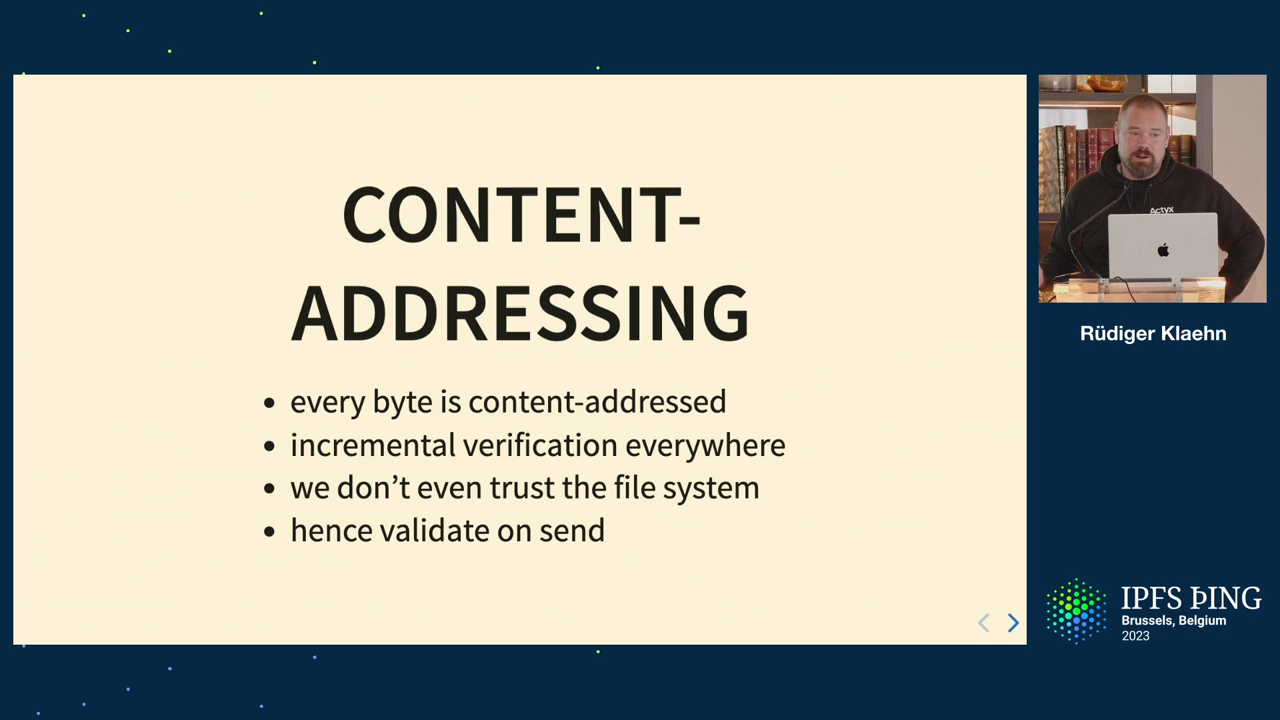 CONTENT-
ADDRESSING
• every byte is content-addressed
• incremental verification everywhere
• we don’t even trust the file system
• hence validate on send
Actyx
Rüdiger Klaehn
IPFS ÞING
Brussels, Belgium
2023